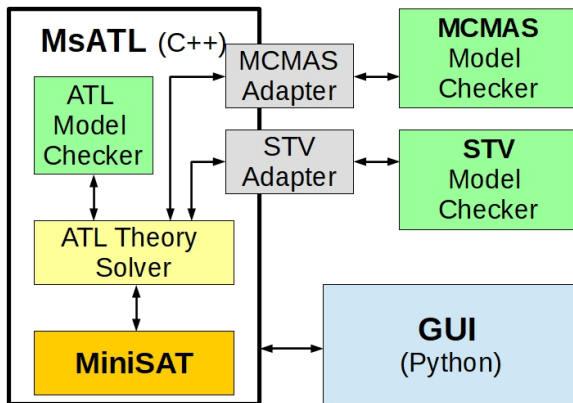 MsATL (C++)
ATL
Model
Checker
ATL Theory
Solver
MiniSAT
MCMAS
Adapter
STV
Adapter
MCMAS
Model
Checker
STV
Model
Checker
GUI
(Python)